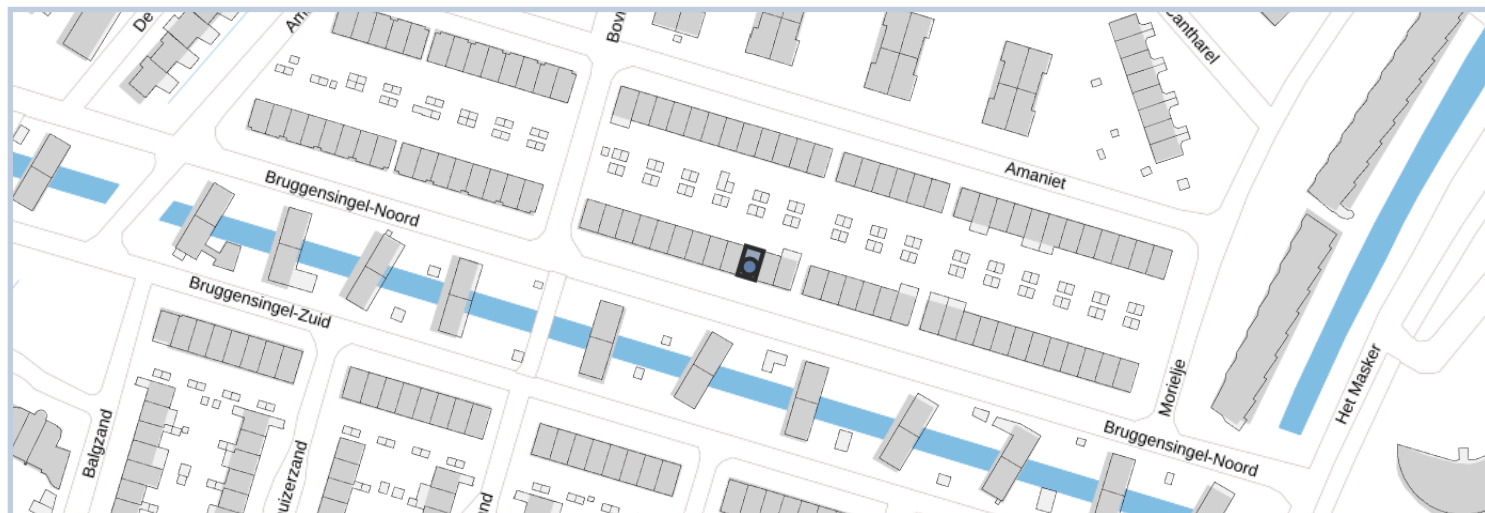 Cantharel
Amaniet
Bruggensingel-Noord
Bruggensingel-Zuid
Morielje
Het Masker
Balgzand
Bruggensingel-Noord